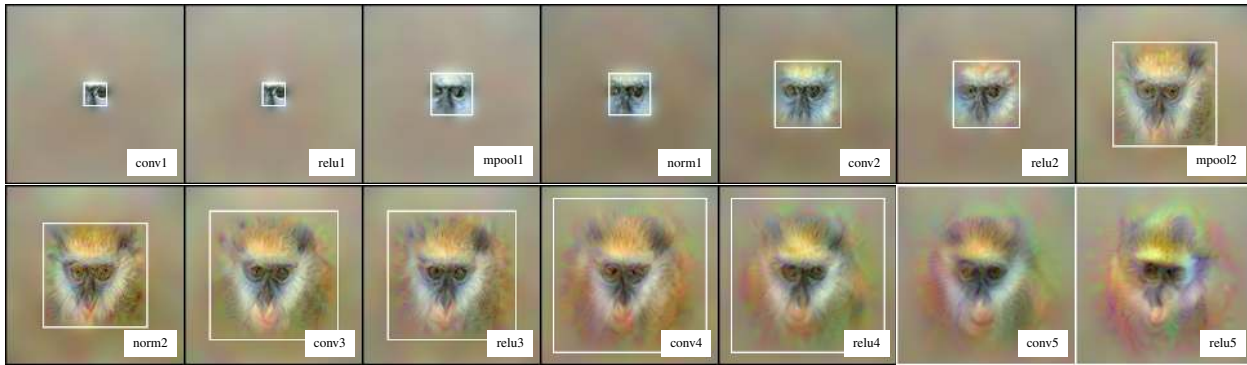 conv1
relu1
mpool1
norm1
conv2
relu2
mpool2
norm2
conv3
relu3
conv4
relu4
conv5
relu5